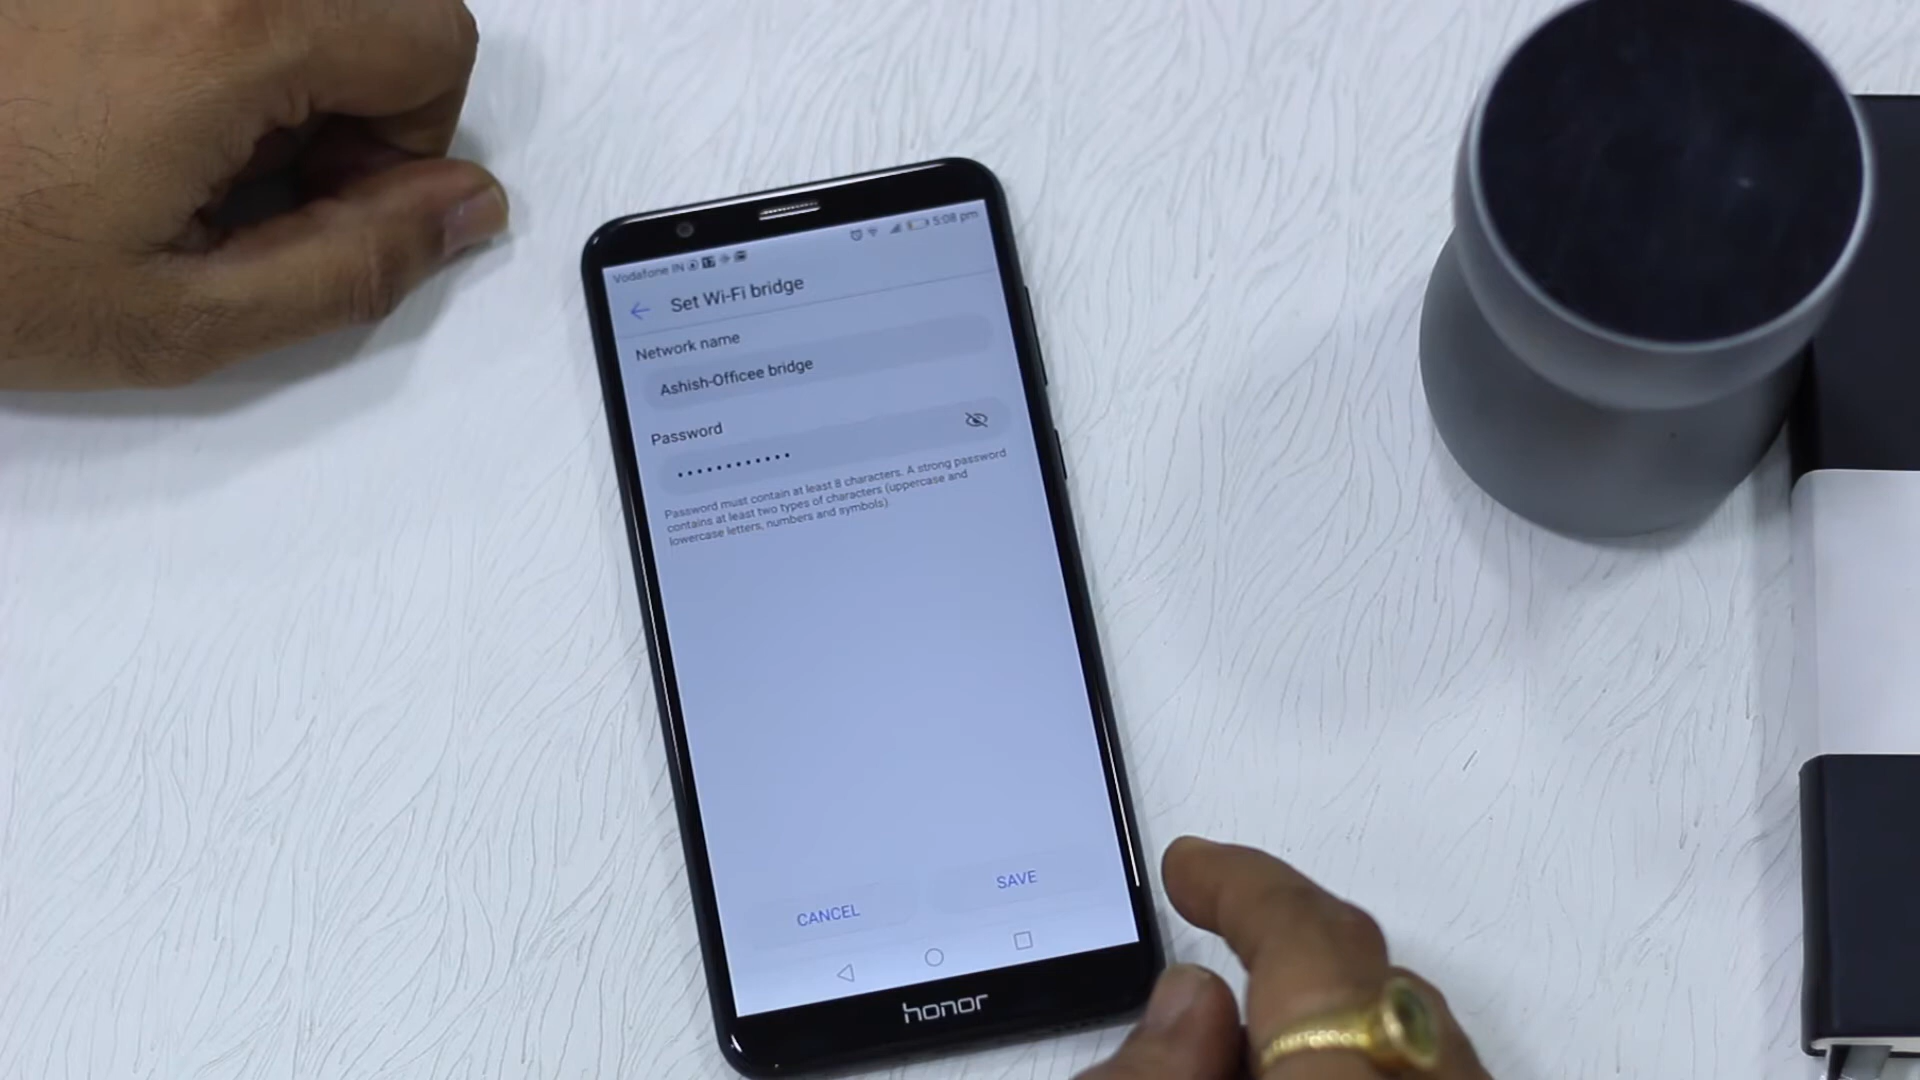 Vodafone IN
5:08 pm
Set Wi-Fi bridge
Network name
Ashish-Officee bridge
Password
••••••••••••
Password must contain at least 8 characters. A strong password
contains at least two types of characters (uppercase and
lowercase letters, numbers and symbols).
CANCEL
SAVE
honor